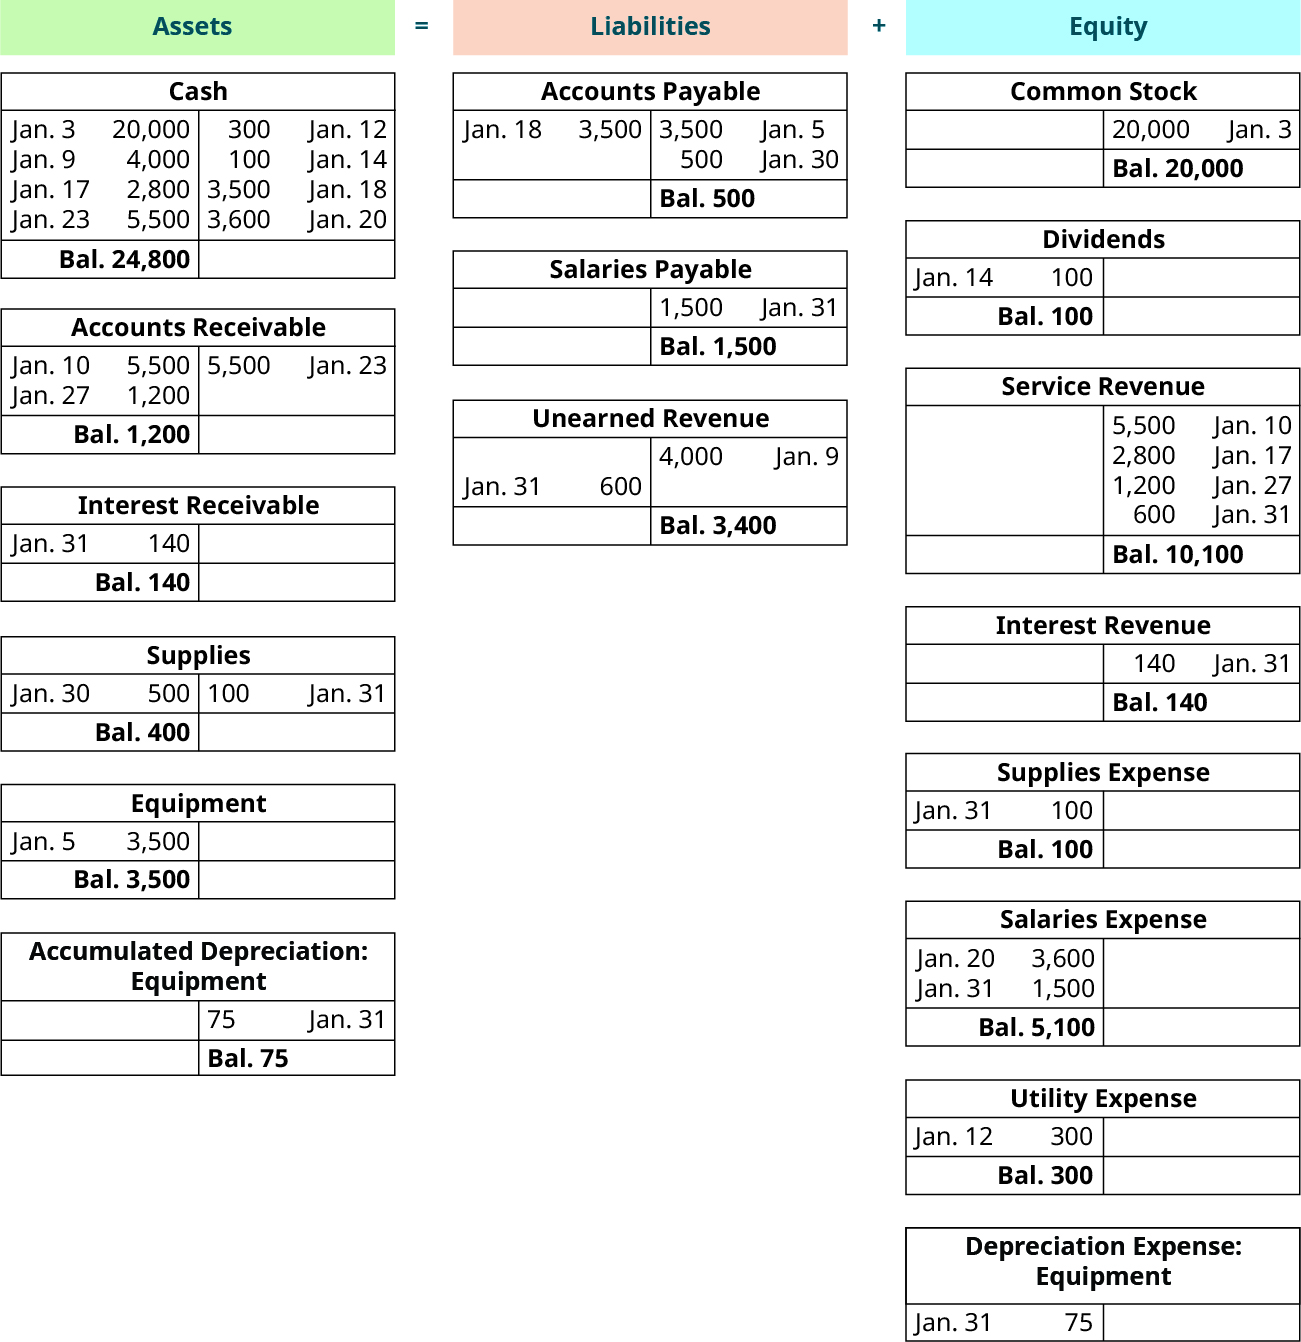 Assets = Liabilities + Equity
Cash
Jan. 3 20,000 300 Jan. 12
Jan. 9 4,000 100 Jan. 14
Jan. 17 2,800 3,500 Jan. 18
Jan. 23 5,500 3,600 Jan. 20
Bal. 24,800
Accounts Receivable
Jan. 10 5,500 5,500 Jan. 23
Jan. 27 1,200
Bal. 1,200
Interest Receivable
Jan. 31 140
Bal. 140
Supplies
Jan. 30 500 100 Jan. 31
Bal. 400
Equipment
Jan. 5 3,500
Bal. 3,500
Accumulated Depreciation:
Equipment
75 Jan. 31
Bal. 75
Accounts Payable
Jan. 18 3,500 3,500 Jan. 5
500 Jan. 30
Bal. 500
Salaries Payable
1,500 Jan. 31
Bal. 1,500
Unearned Revenue
4,000 Jan. 9
Jan. 31 600
Bal. 3,400
Common Stock
20,000 Jan. 3
Bal. 20,000
Dividends
Jan. 14 100
Bal. 100
Service Revenue
5,500 Jan. 10
2,800 Jan. 17
1,200 Jan. 27
600 Jan. 31
Bal. 10,100
Interest Revenue
140 Jan. 31
Bal. 140
Supplies Expense
Jan. 31 100
Bal. 100
Salaries Expense
Jan. 20 3,600
Jan. 31 1,500
Bal. 5,100
Utility Expense
Jan. 12 300
Bal. 300
Depreciation Expense:
Equipment
Jan. 31 75